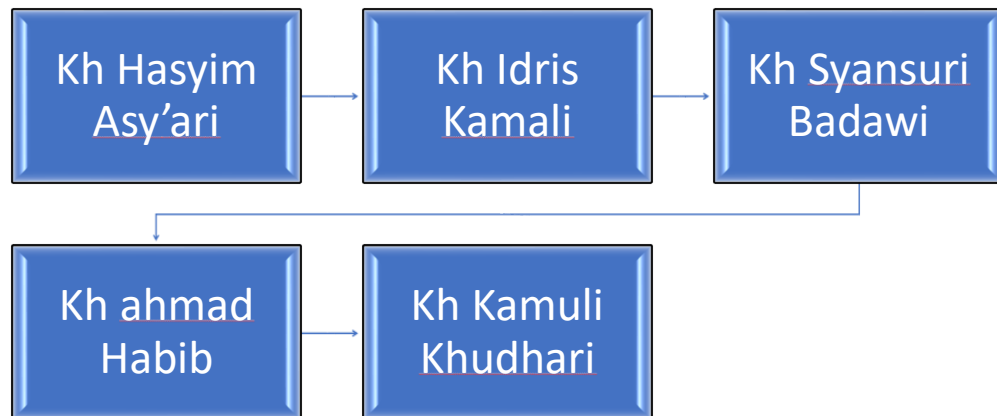 Kh Hasyim
Asy’ari
Kh Idris
Kamali
Kh Syansuri
Badawi
Kh ahmad
Habib
Kh Kamuli
Khudhari